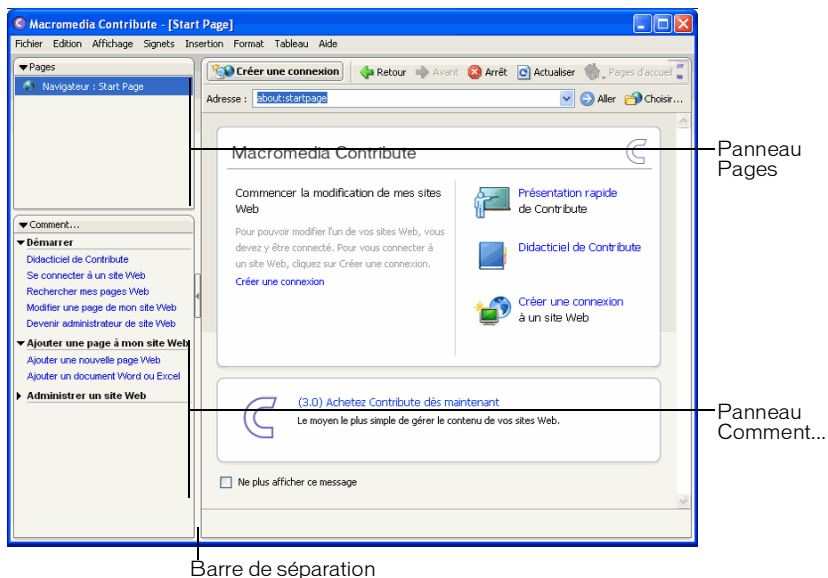 Macromedia Contribute - [Start Page]
Fichier Edition Affichage Signets Insertion Format Tableau Aide
Pages
Navigateur : Start Page
Créer une connexion Retour Avant Arrêt Actualiser Pages d'accueil
Adresse : about:startpage Aller Choisir...
Macromedia Contribute
Commencer la modification de mes sites
Web
Pour pouvoir modifier l'un de vos sites Web, vous
devez y être connecté. Pour vous connecter à
un site Web, cliquez sur Créer une connexion.
Créer une connexion
Présentation rapide
de Contribute
Didacticiel de Contribute
Créer une connexion
à un site Web
Comment...
Démarrer
Didacticiel de Contribute
Se connecter à un site Web
Rechercher mes pages Web
Modifier une page de mon site Web
Devenir administrateur de site Web
Ajouter une page à mon site Web
Ajouter une nouvelle page Web
Ajouter un document Word ou Excel
Administrer un site Web
(3.0) Achetez Contribute dès maintenant
Le moyen le plus simple de gérer le contenu de vos sites Web.
Ne plus afficher ce message
Panneau
Pages
Panneau
Comment...
Barre de séparation